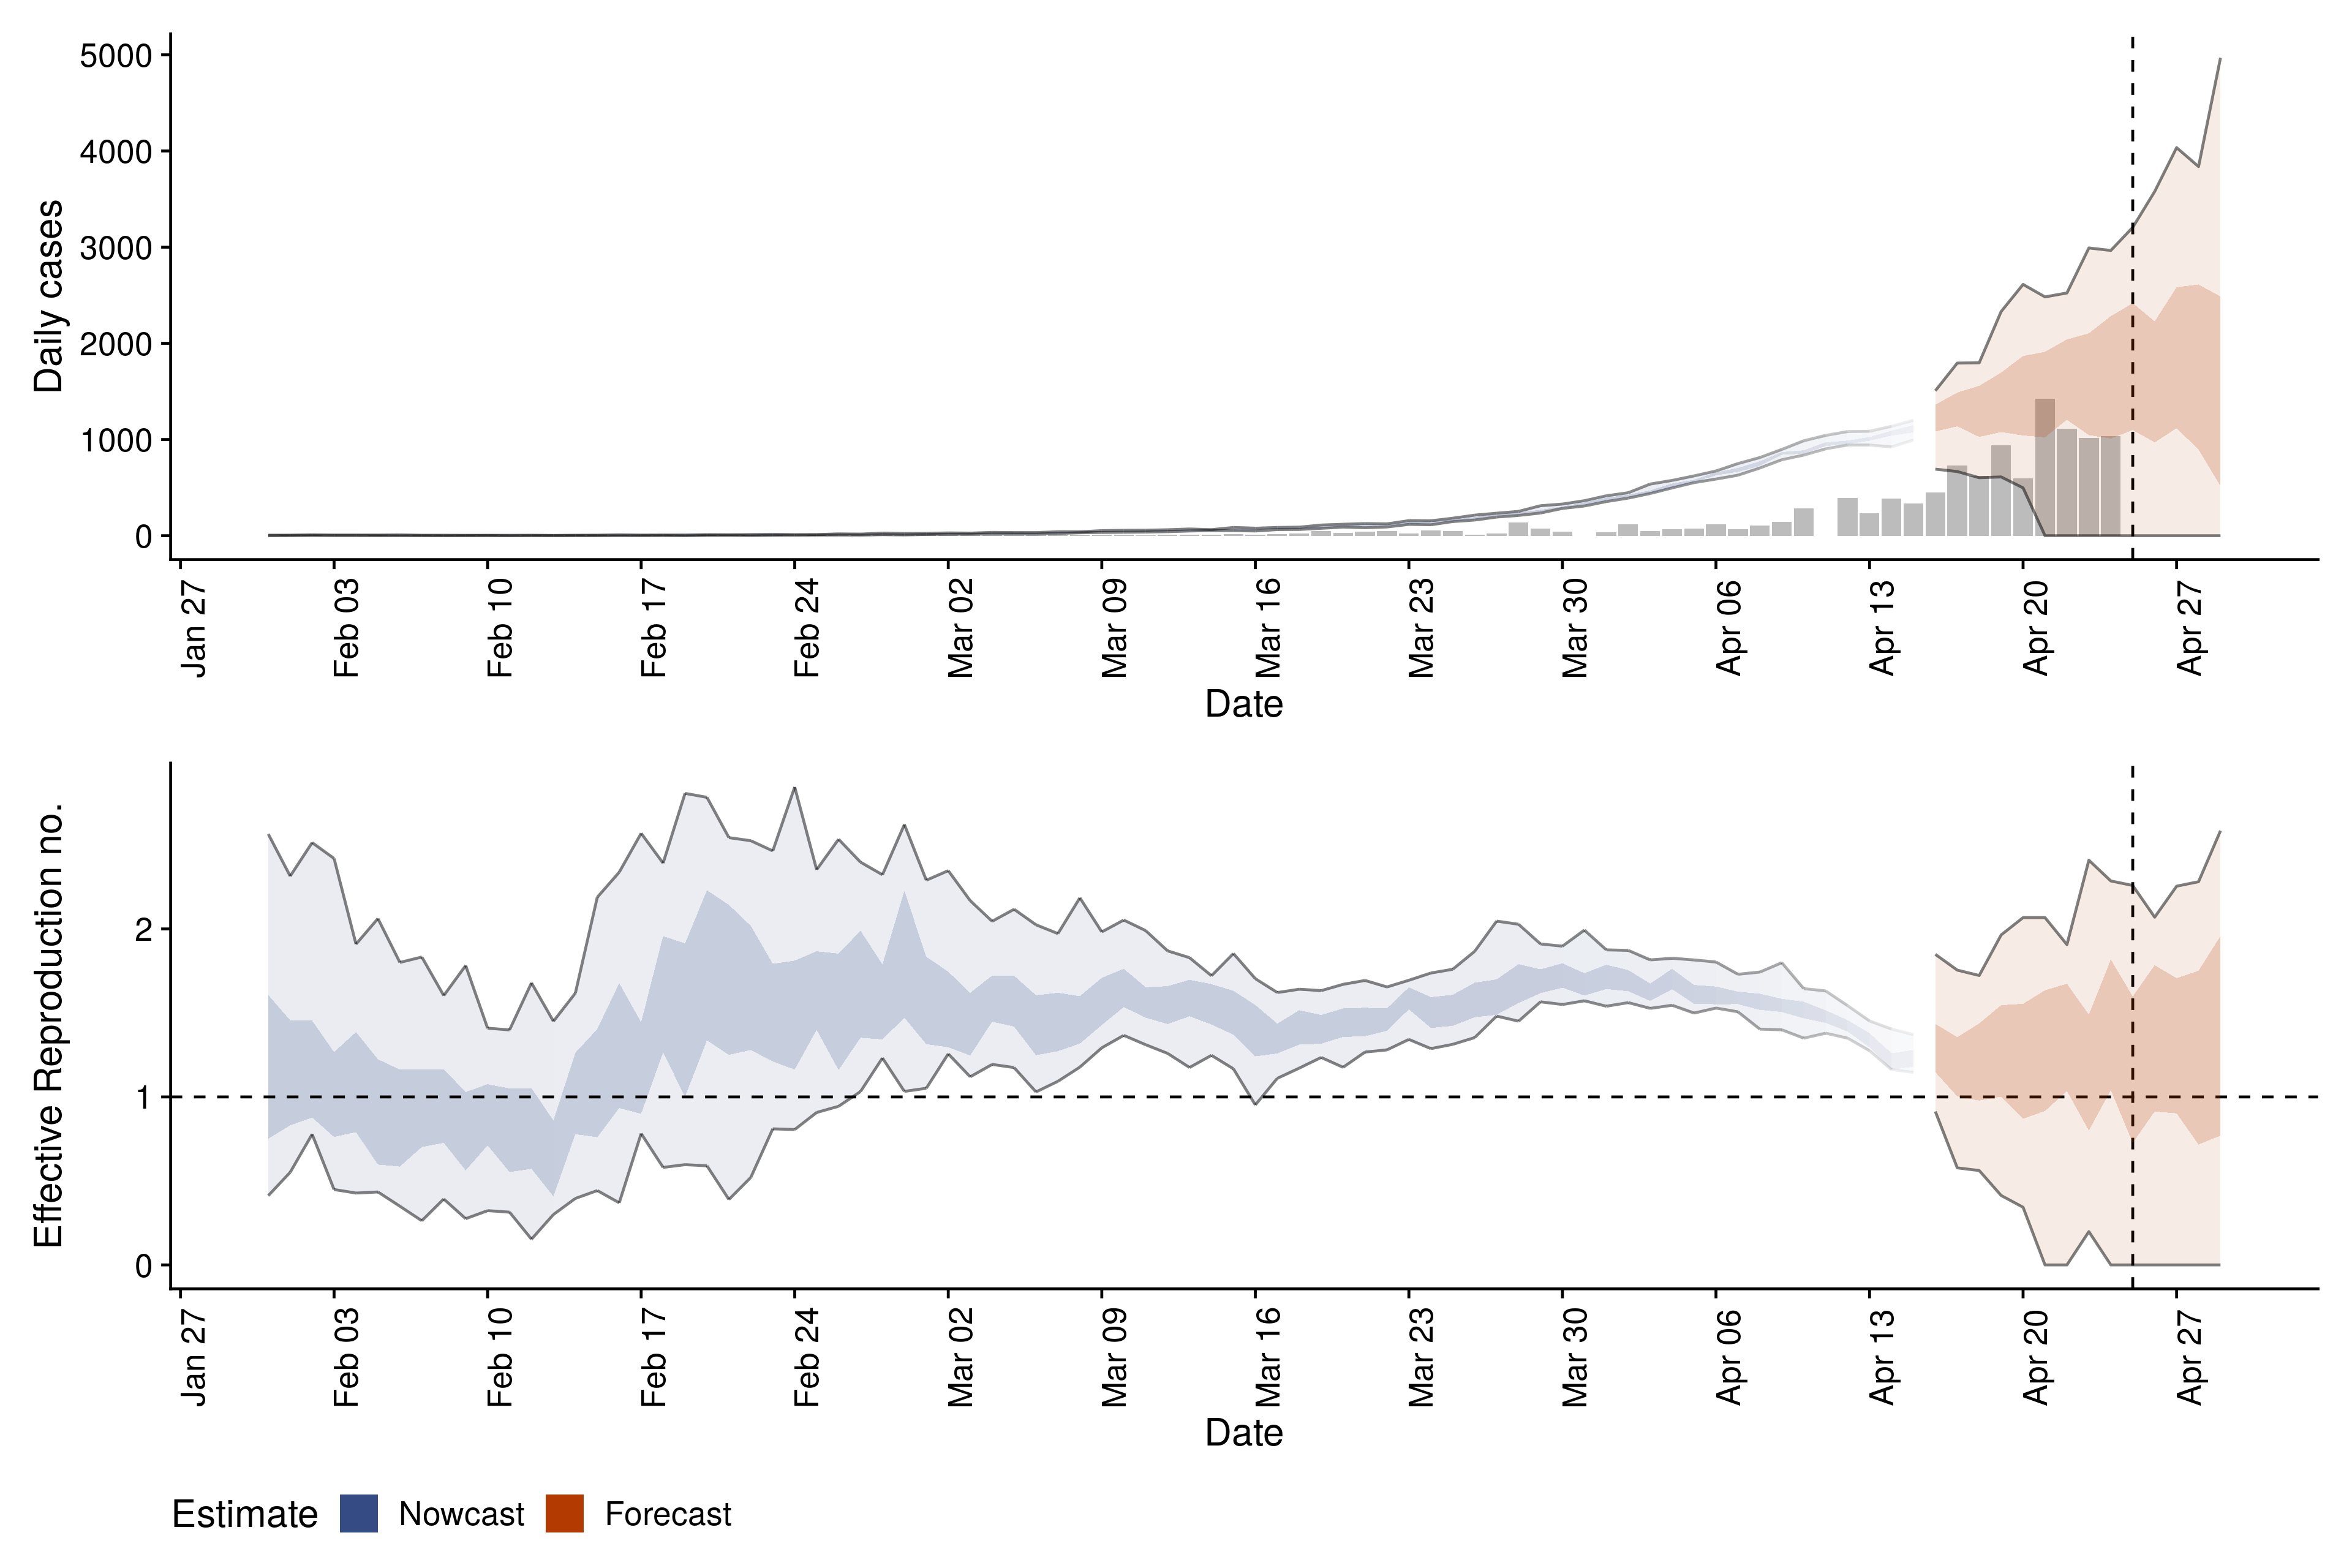 Daily cases
5000
4000
3000
2000
1000
0
Jan 27
Feb 03
Feb 10
Feb 17
Feb 24
Mar 02
Mar 09
Mar 16
Mar 23
Mar 30
Apr 06
Apr 13
Apr 20
Apr 27
Date
Effective Reproduction no.
2
1
0
Jan 27
Feb 03
Feb 10
Feb 17
Feb 24
Mar 02
Mar 09
Mar 16
Mar 23
Mar 30
Apr 06
Apr 13
Apr 20
Apr 27
Date
Estimate Nowcast Forecast